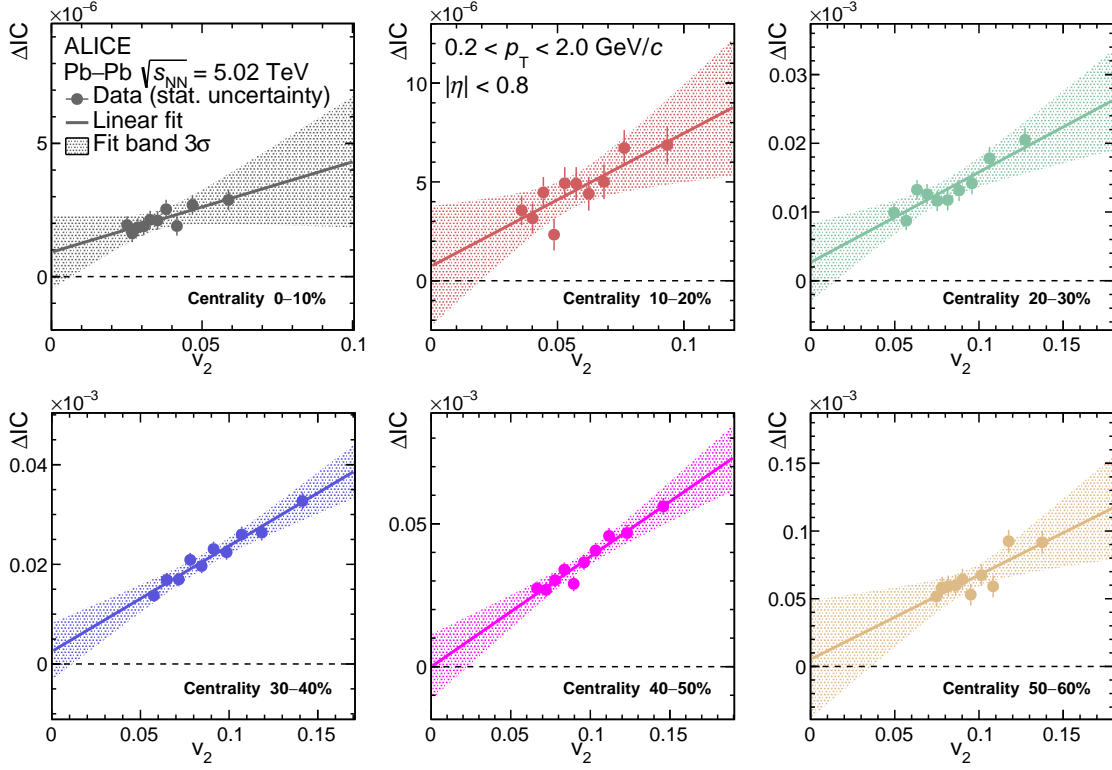 ×10⁻⁶
ΔIC
ALICE
Pb–Pb √s_NN = 5.02 TeV
Data (stat. uncertainty)
Linear fit
Fit band 3σ
5
0
Centrality 0–10%
0 0.05 0.1
v₂
×10⁻⁶
ΔIC
0.2 < p_T < 2.0 GeV/c
|η| < 0.8
10
5
0
Centrality 10–20%
0 0.05 0.1
v₂
×10⁻³
ΔIC
0.03
0.02
0.01
0
Centrality 20–30%
0 0.05 0.1 0.15
v₂
×10⁻³
ΔIC
0.04
0.02
0
Centrality 30–40%
0 0.05 0.1 0.15
v₂
×10⁻³
ΔIC
0.05
0
Centrality 40–50%
0 0.05 0.1 0.15
v₂
×10⁻³
ΔIC
0.15
0.1
0.05
0
Centrality 50–60%
0 0.05 0.1 0.15
v₂